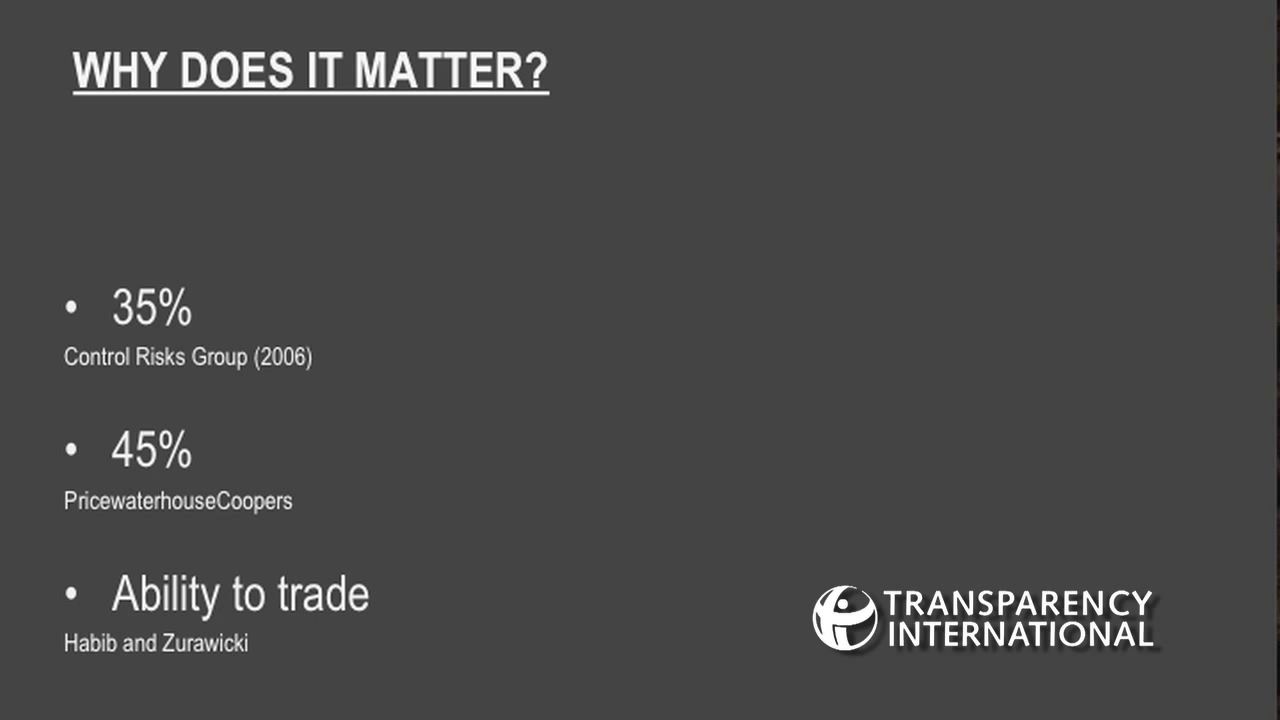 WHY DOES IT MATTER?
• 35%
Control Risks Group (2006)
• 45%
PricewaterhouseCoopers
• Ability to trade
Habib and Zurawicki
TRANSPARENCY
INTERNATIONAL